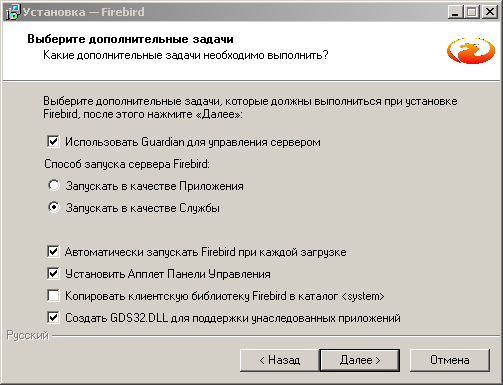 Установка — Firebird
Выберите дополнительные задачи
Какие дополнительные задачи необходимо выполнить?
Выберите дополнительные задачи, которые должны выполниться при установке
Firebird, после этого нажмите «Далее»:
Использовать Guardian для управления сервером
Способ запуска сервера Firebird:
Запускать в качестве Приложения
Запускать в качестве Службы
Автоматически запускать Firebird при каждой загрузке
Установить Апплет Панели Управления
Копировать клиентскую библиотеку Firebird в каталог <system>
Создать GDS32.DLL для поддержки унаследованных приложений
Русский
< Назад
Далее >
Отмена